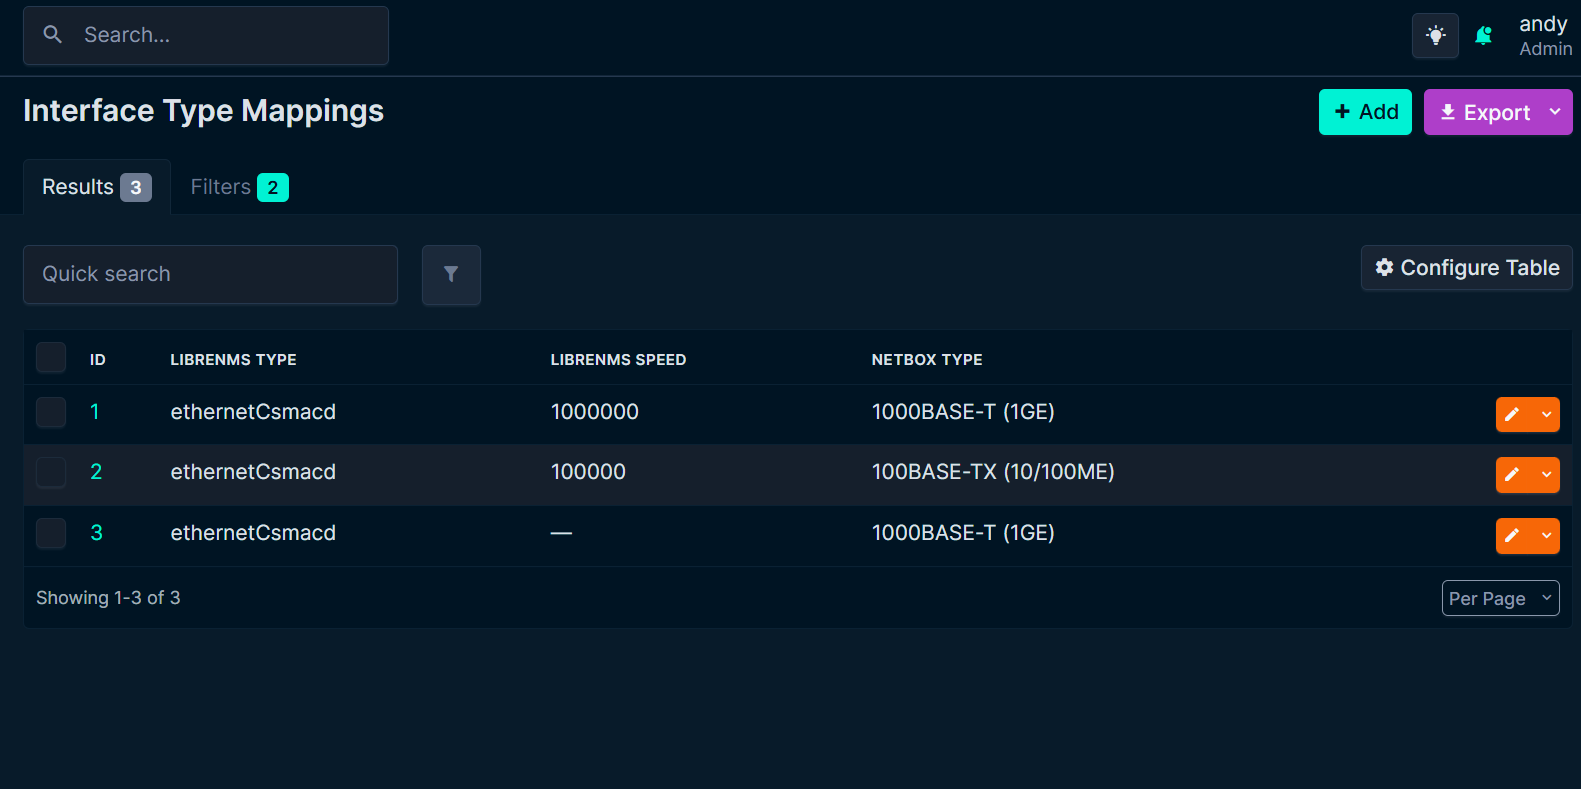 Search...
andy
Admin
Interface Type Mappings
Add
Export
Results 3
Filters 2
Quick search
Configure Table
ID LIBRENMS TYPE LIBRENMS SPEED NETBOX TYPE
1 ethernetCsmacd 1000000 1000BASE-T (1GE)
2 ethernetCsmacd 100000 100BASE-TX (10/100ME)
3 ethernetCsmacd — 1000BASE-T (1GE)
Showing 1-3 of 3
Per Page